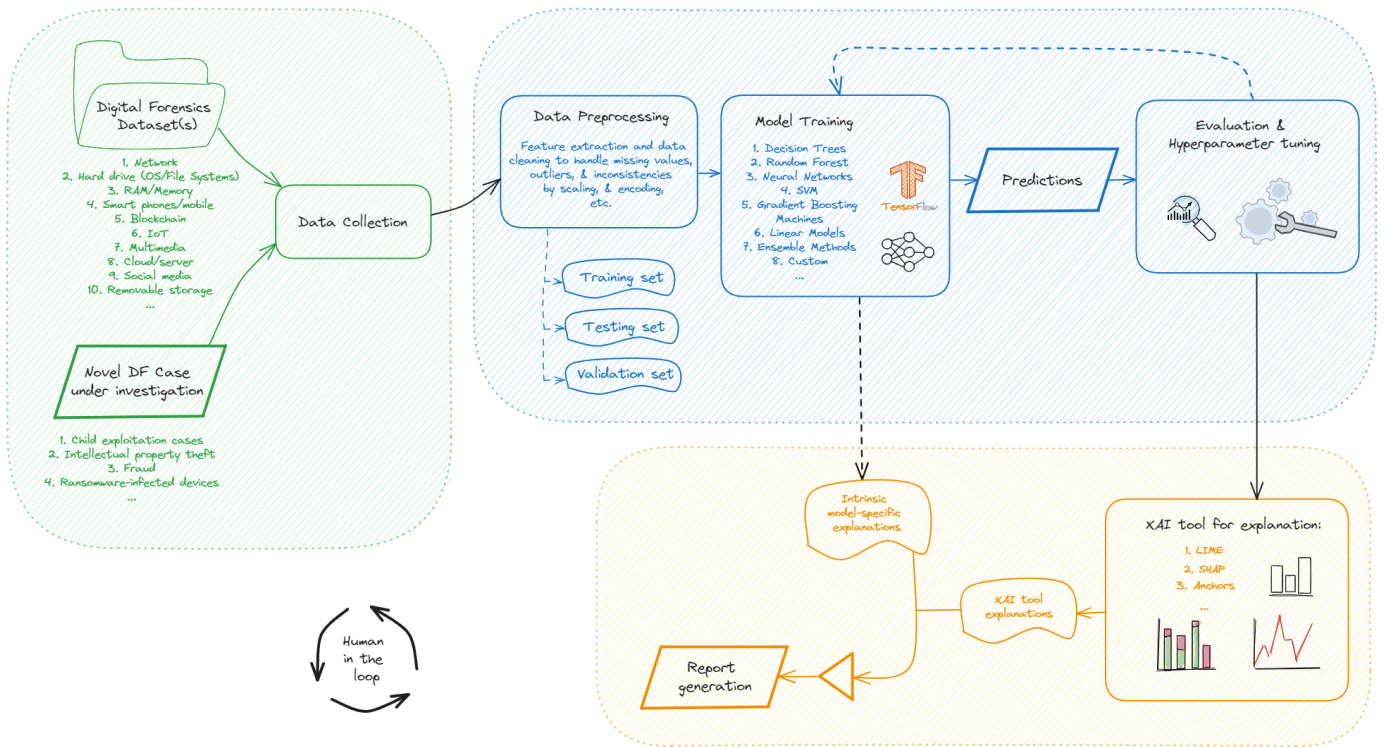 Digital Forensics
Dataset(s)
1. Network
2. Hard drive (OS/File Systems)
3. RAM/Memory
4. Smart phones/mobile
5. Blockchain
6. IoT
7. Multimedia
8. Cloud/server
9. Social media
10. Removable storage
...
Data Collection
Novel DF Case
under investigation
1. Child exploitation cases
2. Intellectual property theft
3. Fraud
4. Ransomware-infected devices
...
Data Preprocessing
Feature extraction and data
cleaning to handle missing values,
outliers, & inconsistencies
by scaling, & encoding,
etc.
Training set
Testing set
Validation set
Model Training
1. Decision Trees
2. Random Forest
3. Neural Networks
4. SVM
5. Gradient Boosting
Machines
6. Linear Models
7. Ensemble Methods
8. Custom
...
TensorFlow
Predictions
Evaluation &
Hyperparameter tuning
Intrinsic
model-specific
explanations
XAI tool for explanation:
1. LIME
2. SHAP
3. Anchors
...
XAI tool
explanations
Report
generation
Human
in the
loop